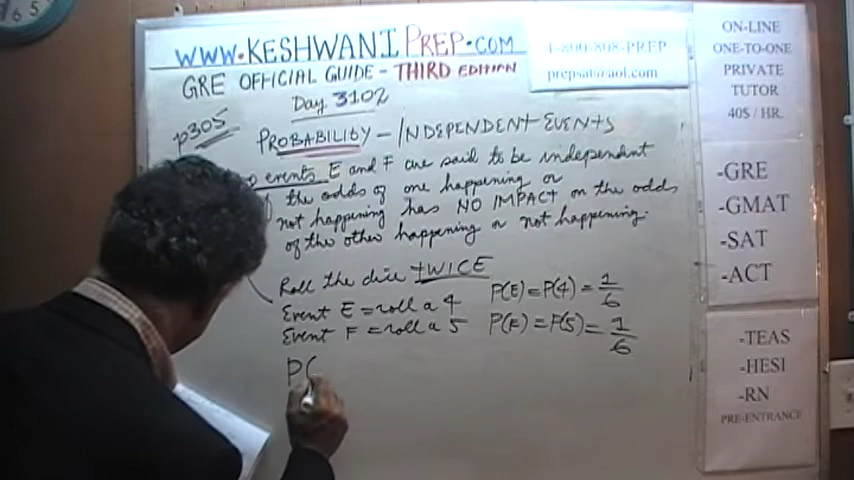 WWW.KESHWANIPREP.COM
1-800-808-PREP
prepsat@aol.com
GRE OFFICIAL GUIDE - THIRD EDITION
Day 3102
p305
PROBABILITY - INDEPENDENT EVENTS
events E and F are said to be independent
the odds of one happening or
not happening has NO IMPACT on the odds
of the other happening or not happening.
Roll the dice TWICE
Event E = roll a 4 P(E) = P(4) = 1/6
Event F = roll a 5 P(F) = P(5) = 1/6
P(
ON-LINE
ONE-TO-ONE
PRIVATE
TUTOR
40$ / HR.
-GRE
-GMAT
-SAT
-ACT
-TEAS
-HESI
-RN
PRE-ENTRANCE
6 5